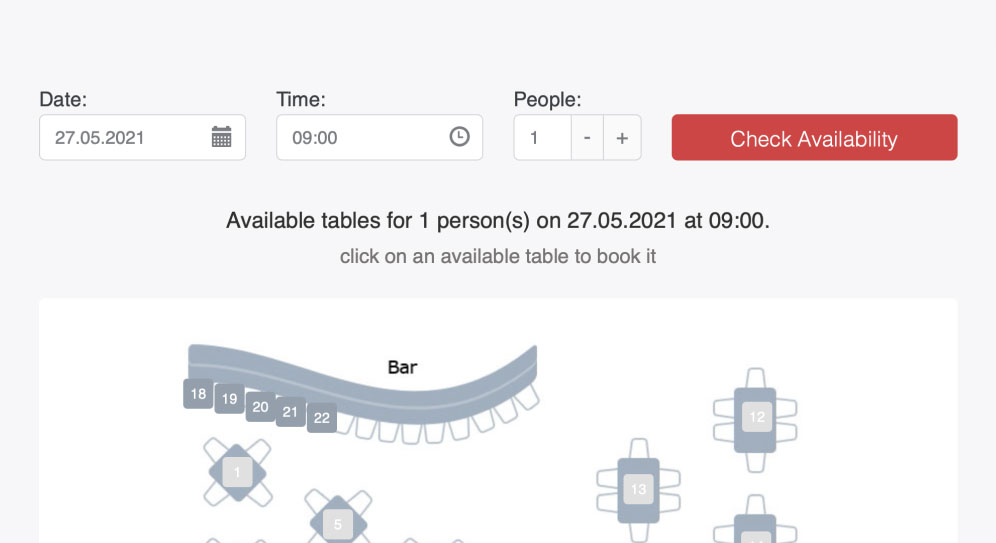 Date:
Time:
People:
27.05.2021
09:00
1
-
+
Check Availability
Available tables for 1 person(s) on 27.05.2021 at 09:00.
click on an available table to book it
Bar
18
19
20
21
22
12
1
13
5